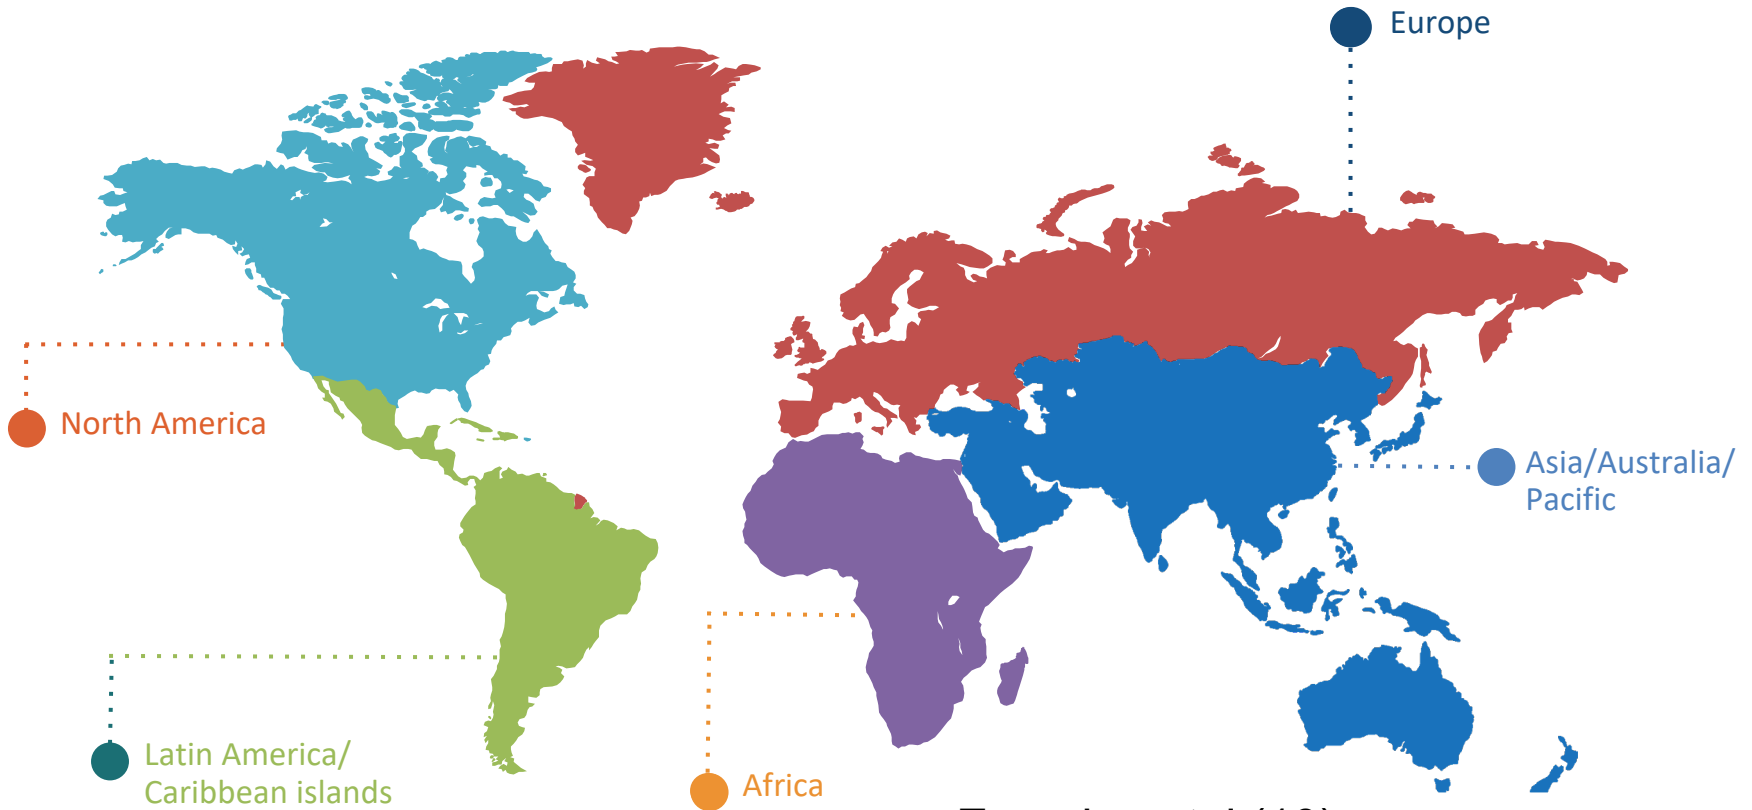 Europe
North America
Asia/Australia/
Pacific
Latin America/
Caribbean islands
Africa